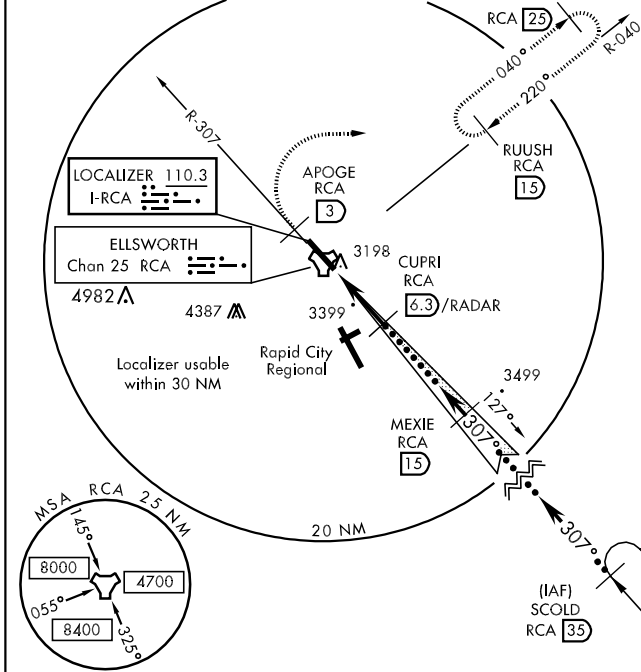 RCA 25
R-040
040°
220°
RUUSH
RCA
15
R-307
APOGE
RCA
3
LOCALIZER 110.3
I-RCA
ELLSWORTH
Chan 25 RCA
3198
CUPRI
RCA
6.3 /RADAR
4982
4387
3399
Localizer usable
within 30 NM
Rapid City
Regional
3499
127°
MEXIE
RCA
15
307°
20 NM
307°
(IAF)
SCOLD
RCA 35
MSA RCA 25 NM
145°
8000
4700
055°
8400
325°